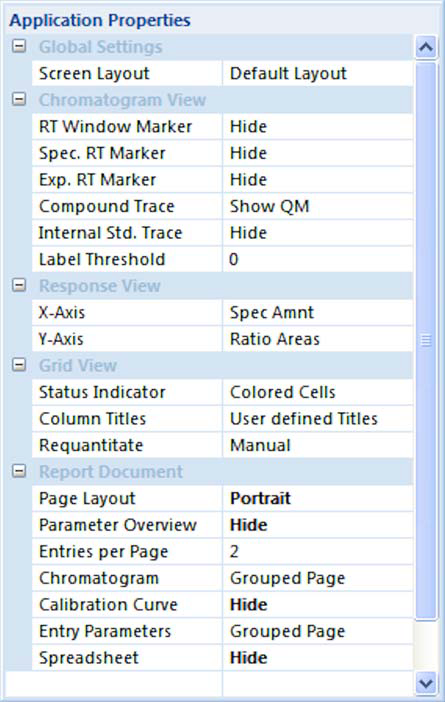 Application Properties
Global Settings
Screen Layout Default Layout
Chromatogram View
RT Window Marker Hide
Spec. RT Marker Hide
Exp. RT Marker Hide
Compound Trace Show QM
Internal Std. Trace Hide
Label Threshold 0
Response View
X-Axis Spec Amnt
Y-Axis Ratio Areas
Grid View
Status Indicator Colored Cells
Column Titles User defined Titles
Requantitate Manual
Report Document
Page Layout Portrait
Parameter Overview Hide
Entries per Page 2
Chromatogram Grouped Page
Calibration Curve Hide
Entry Parameters Grouped Page
Spreadsheet Hide